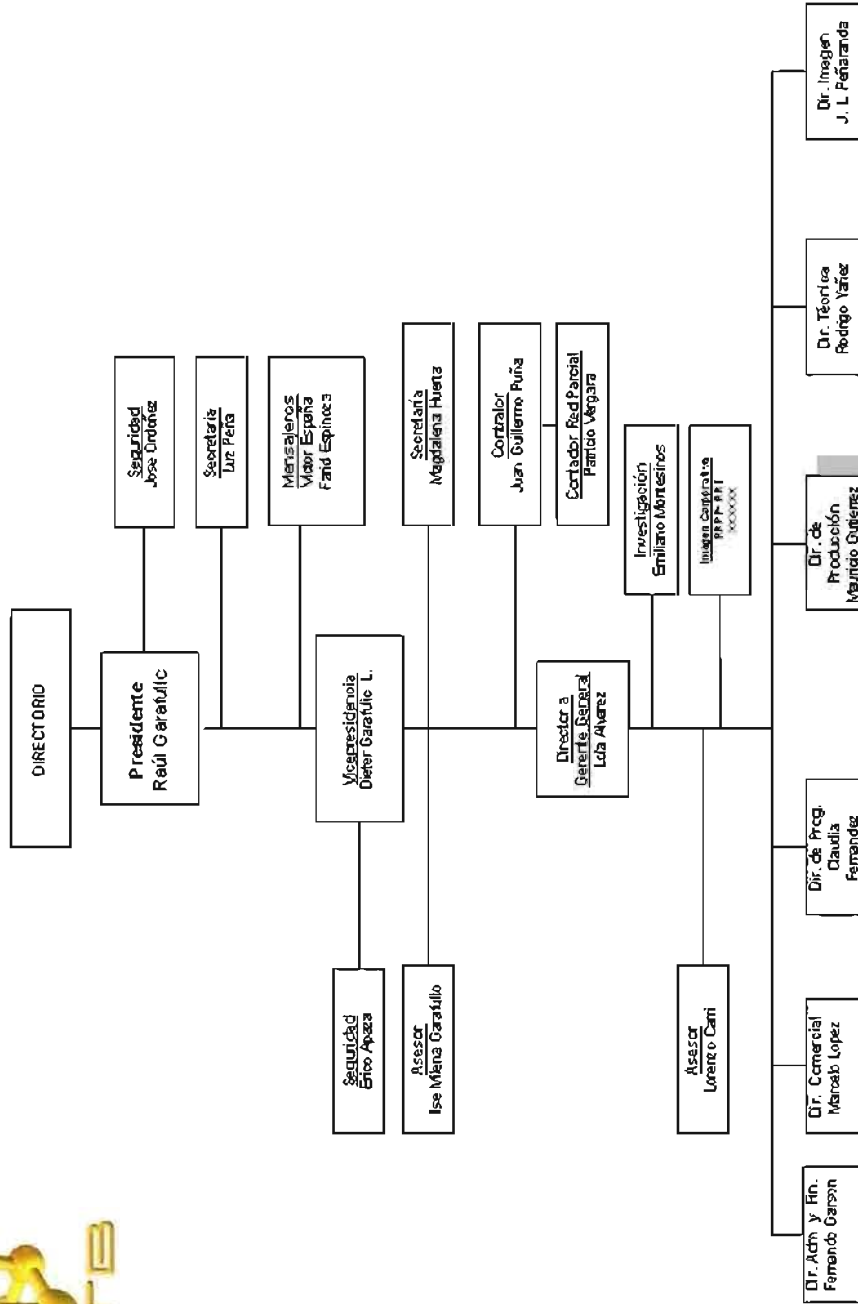 DIRECTORIO
Presidente
Raúl Garafulic
Seguridad
Jose Ordóñez
Secretaria
Luz Peña
Mensajeros
Victor España
Farid Espinoza
Vicepresidencia
Dieter Garafulic L.
Seguridad
Erico Apaza
Asesor
Ilse Milena Garafulic
Secretaría
Magdalena Huerta
Contralor
Juan Guillermo Puña
Contador Red Parcial
Patricio Vergara
Directora
Gerente General
Lola Alvarez
Investigación
Emiliano Montesinos
Imagen Corporativa
XXXXXX
Asesor
Lorenzo Carri
Dir. Adm y Fin.
Fernando Garson
Dir. Comercial
Marcelo Lopez
Dir. de Prog.
Claudia
Fernandez
Dir. de
Producción
Mauricio Gutierrez
Dir. Técnica
Rodrigo Yañez
Dir. Imagen
J. L. Peñaranda